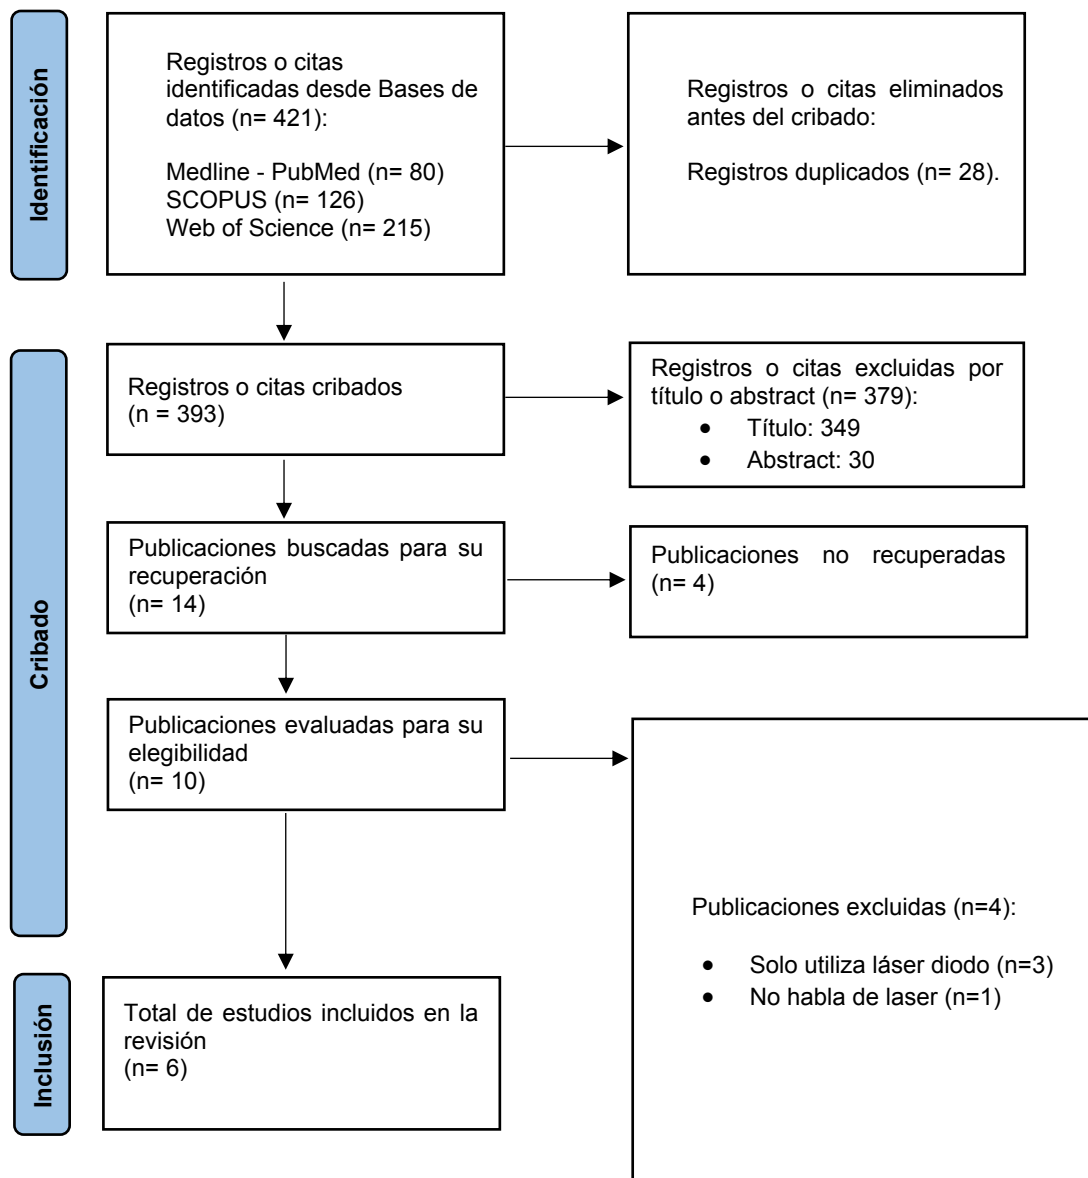 Identificación
Registros o citas
identificadas desde Bases de
datos (n= 421):
Medline - PubMed (n= 80)
SCOPUS (n= 126)
Web of Science (n= 215)
Registros o citas eliminados
antes del cribado:
Registros duplicados (n= 28).
Cribado
Registros o citas cribados
(n = 393)
Registros o citas excluidas por
título o abstract (n= 379):
• Título: 349
• Abstract: 30
Publicaciones buscadas para su
recuperación
(n= 14)
Publicaciones no recuperadas
(n= 4)
Publicaciones evaluadas para su
elegibilidad
(n= 10)
Publicaciones excluidas (n=4):
• Solo utiliza láser diodo (n=3)
• No habla de laser (n=1)
Inclusión
Total de estudios incluidos en la
revisión
(n= 6)